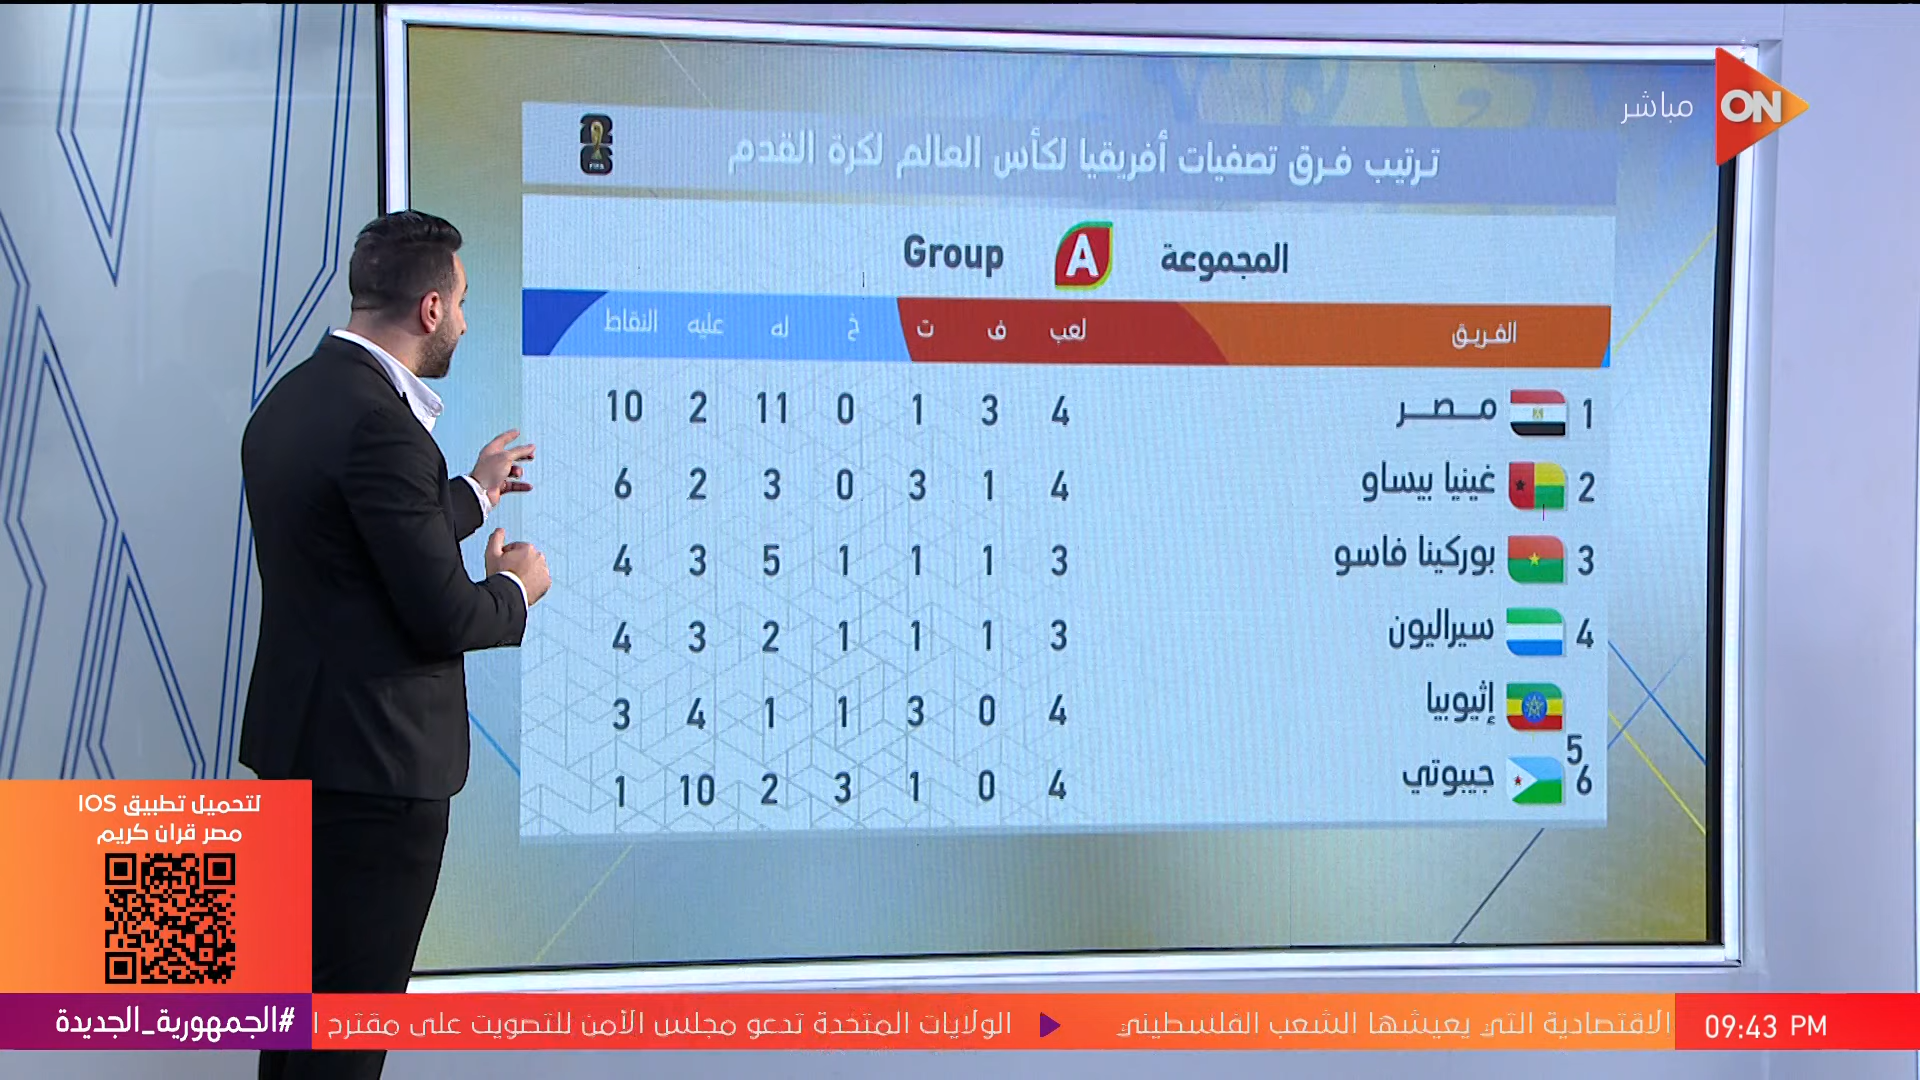 مباشر ON
ترتيب فرق تصفيات أفريقيا لكأس العالم لكرة القدم
26 FIFA
المجموعة A Group
الفريق لعب ف ت خ له عليه النقاط
1 مصر 4 3 1 0 11 2 10
2 غينيا بيساو 4 1 3 0 3 2 6
3 بوركينا فاسو 3 1 1 1 5 3 4
4 سيراليون 3 1 1 1 2 3 4
5 إثيوبيا 4 0 3 1 1 4 3
6 جيبوتي 4 0 1 3 2 10 1
لتحميل تطبيق IOS
مصر قران كريم
09:43 PM
الاقتصادية التي يعيشها الشعب الفلسطيني
الولايات المتحدة تدعو مجلس الأمن للتصويت على مقترح ا
#الجمهورية_الجديدة